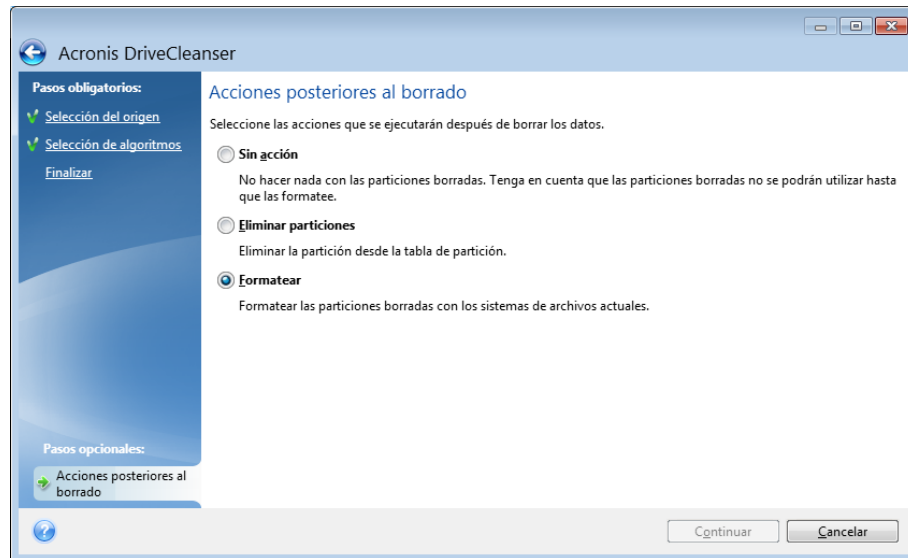 Acronis DriveCleanser
Pasos obligatorios:
Selección del origen
Selección de algoritmos
Finalizar
Acciones posteriores al borrado
Seleccione las acciones que se ejecutarán después de borrar los datos.
Sin acción
No hacer nada con las particiones borradas. Tenga en cuenta que las particiones borradas no se podrán utilizar hasta
que las formatee.
Eliminar particiones
Eliminar la partición desde la tabla de partición.
Formatear
Formatear las particiones borradas con los sistemas de archivos actuales.
Pasos opcionales:
Acciones posteriores al
borrado
Continuar
Cancelar